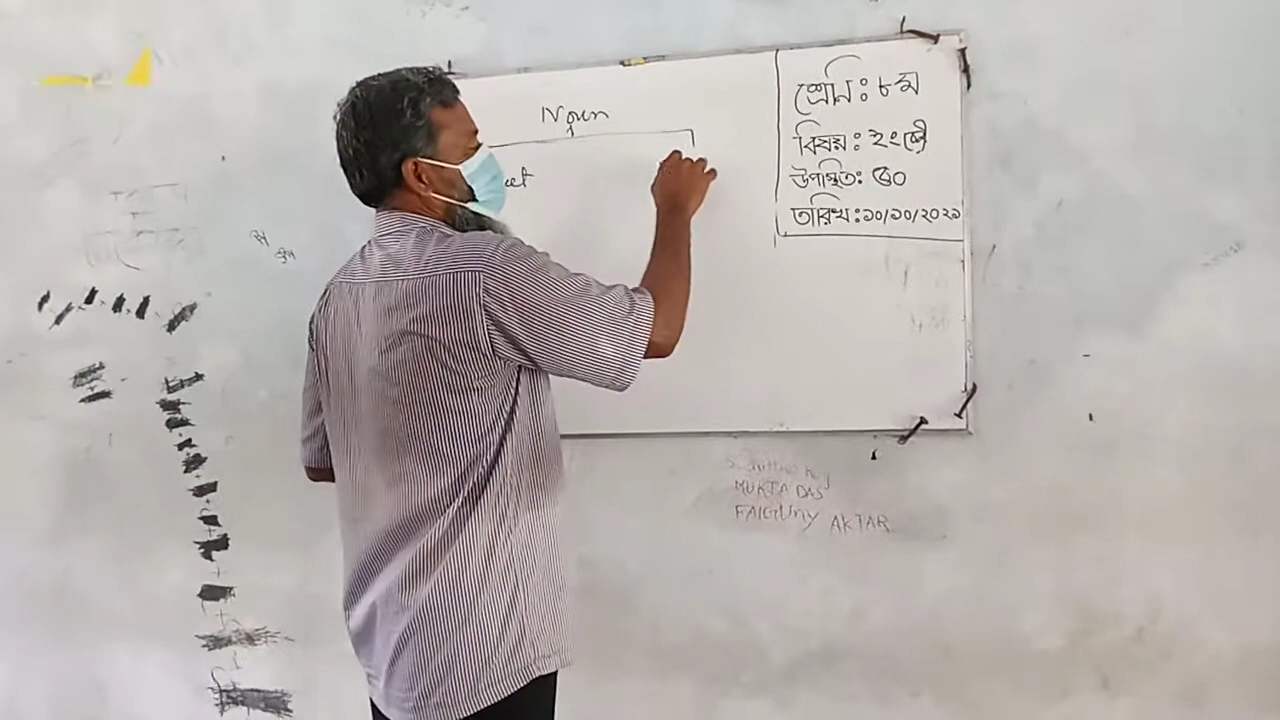 Noun
শ্রেনি: ৮ম
বিষয়: ইংরেজী
উপস্থিত: ৫০
তারিখ: ১০/১০/২০২১
MUKTA DAS
FALGUNY AKTAR